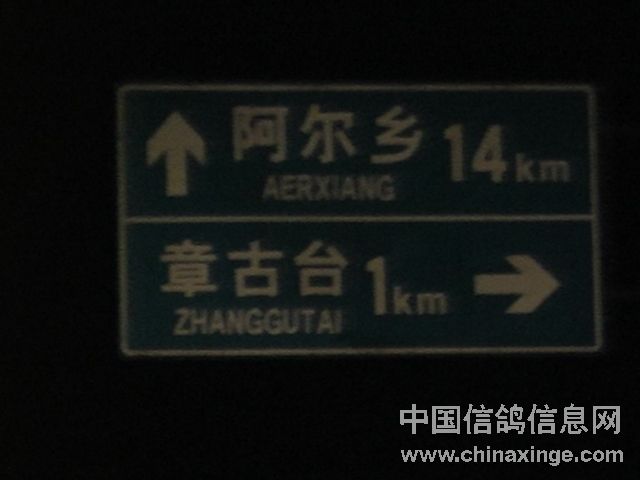 阿尔乡 14km
AERXIANG
章古台 1km
ZHANGGUTAI
中国信鸽信息网
www.chinaxinge.com